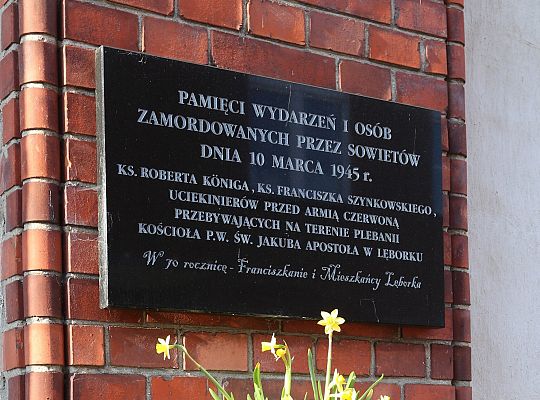 PAMIĘCI WYDARZEŃ I OSÓB
ZAMORDOWANYCH PRZEZ SOWIETÓW
DNIA 10 MARCA 1945 r.
KS. ROBERTA KÖNIGA, KS. FRANCISZKA SZYNKOWSKIEGO,
UCIEKINIERÓW PRZED ARMIĄ CZERWONĄ
PRZEBYWAJĄCYCH NA TERENIE PLEBANII
KOŚCIOŁA P.W. ŚW. JAKUBA APOSTOŁA W LĘBORKU
W 70 rocznicę - Franciszkanie i Mieszkańcy Lęborka